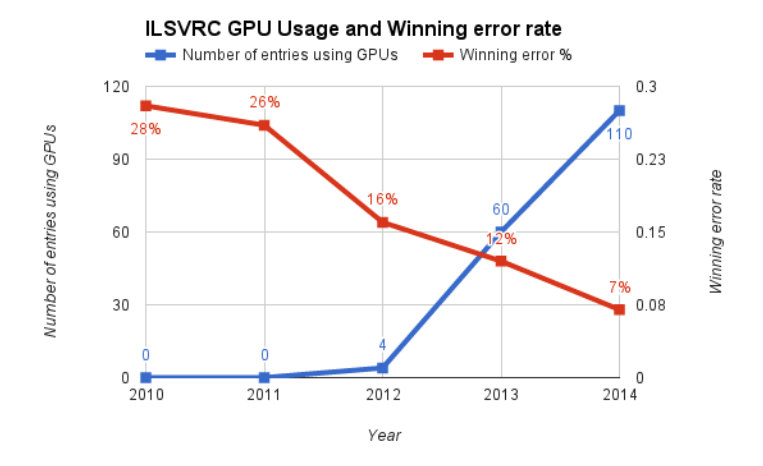 ILSVRC GPU Usage and Winning error rate
Number of entries using GPUs Winning error %
120 0.3
26%
28% 110
90 0.23
16%
60
60 12% 0.15
7%
30 0.08
0 0 4
0 0
2010 2011 2012 2013 2014
Year
Number of entries using GPUs
Winning error rate